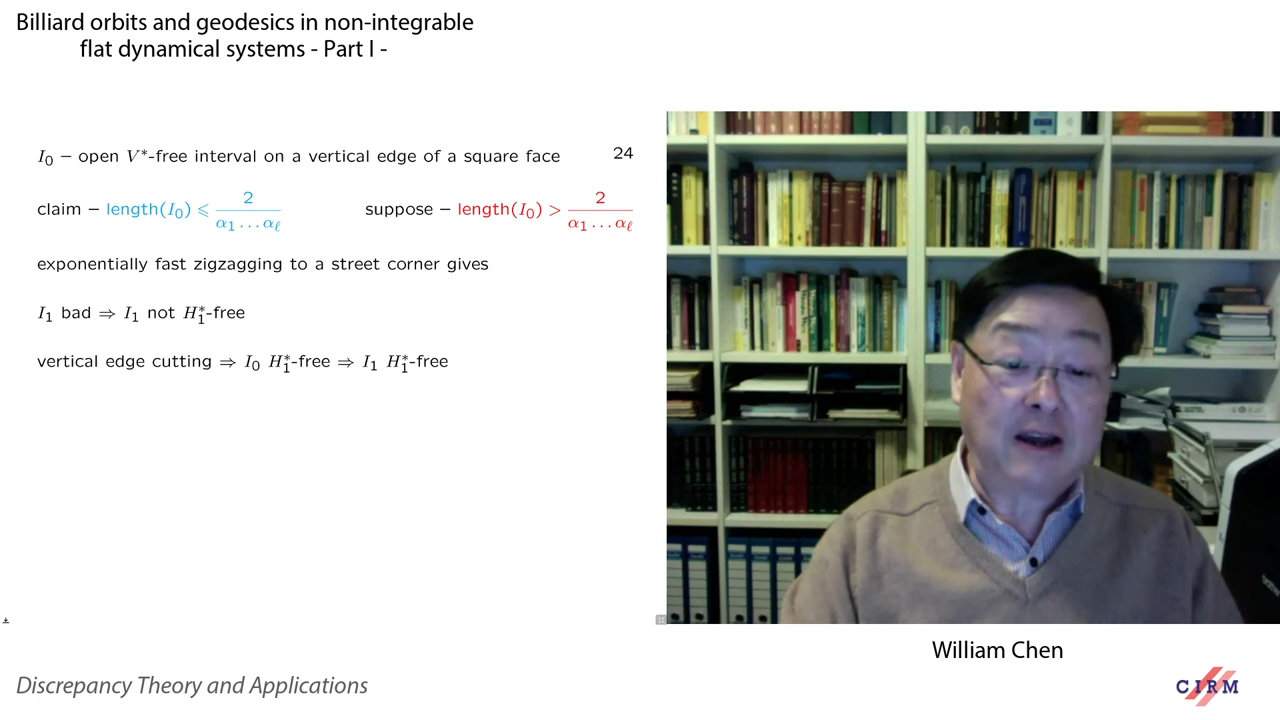 Billiard orbits and geodesics in non-integrable
flat dynamical systems - Part I -
I₀ – open V*-free interval on a vertical edge of a square face 24
claim – length(I₀) ⩽ 2/(α₁…αℓ) suppose – length(I₀) > 2/(α₁…αℓ)
exponentially fast zigzagging to a street corner gives
I₁ bad ⇒ I₁ not H₁*-free
vertical edge cutting ⇒ I₀ H₁*-free ⇒ I₁ H₁*-free
William Chen
Discrepancy Theory and Applications
CIRM